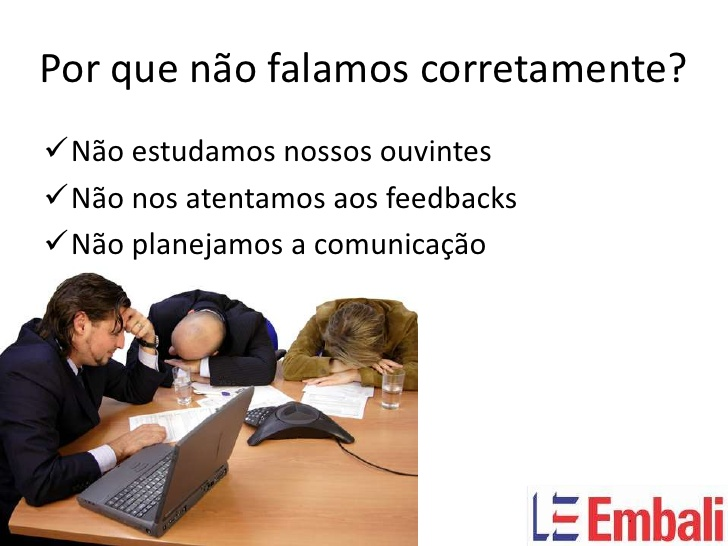 Por que não falamos corretamente?
Não estudamos nossos ouvintes
Não nos atentamos aos feedbacks
Não planejamos a comunicação
LE Embali